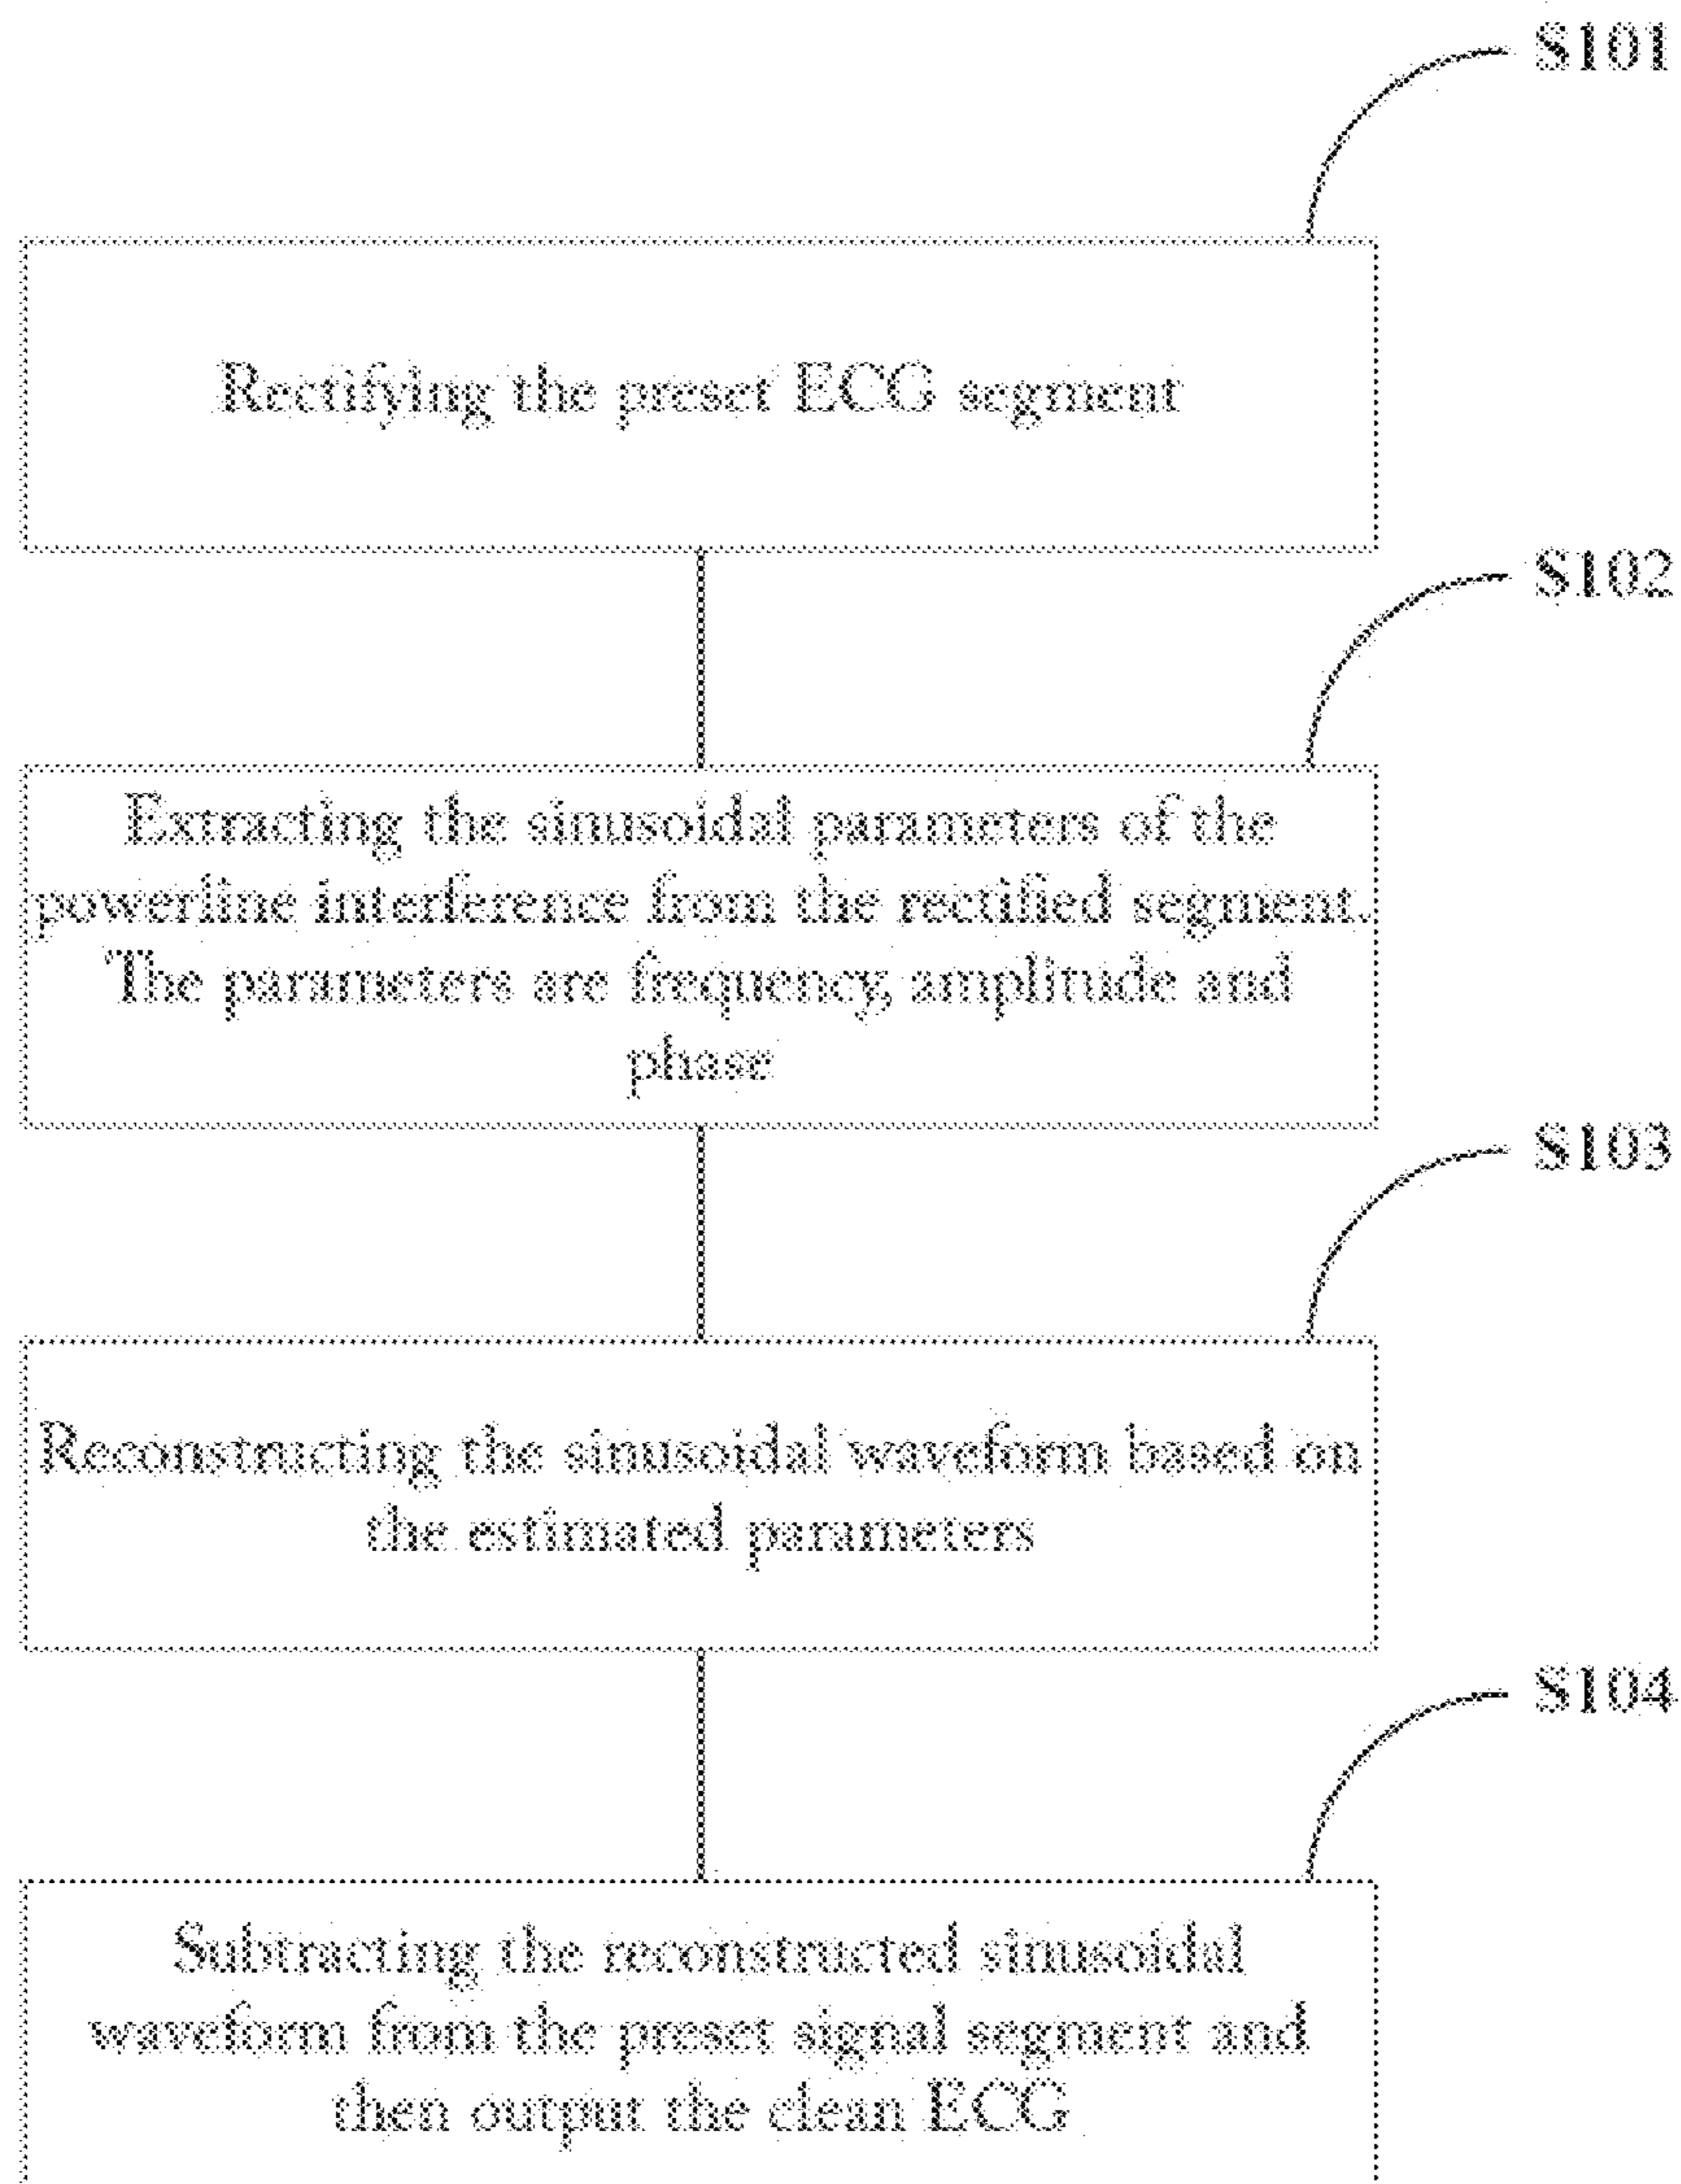 S101
Rectifying the preset ECG segment
S102
Extracting the sinusoidal parameters of the
powerline interference from the rectified segment.
The parameters are frequency, amplitude and
phase
S103
Reconstructing the sinusoidal waveform based on
the estimated parameters
S104
Subtracting the reconstructed sinusoidal
waveform from the preset signal segment and
then output the clean ECG